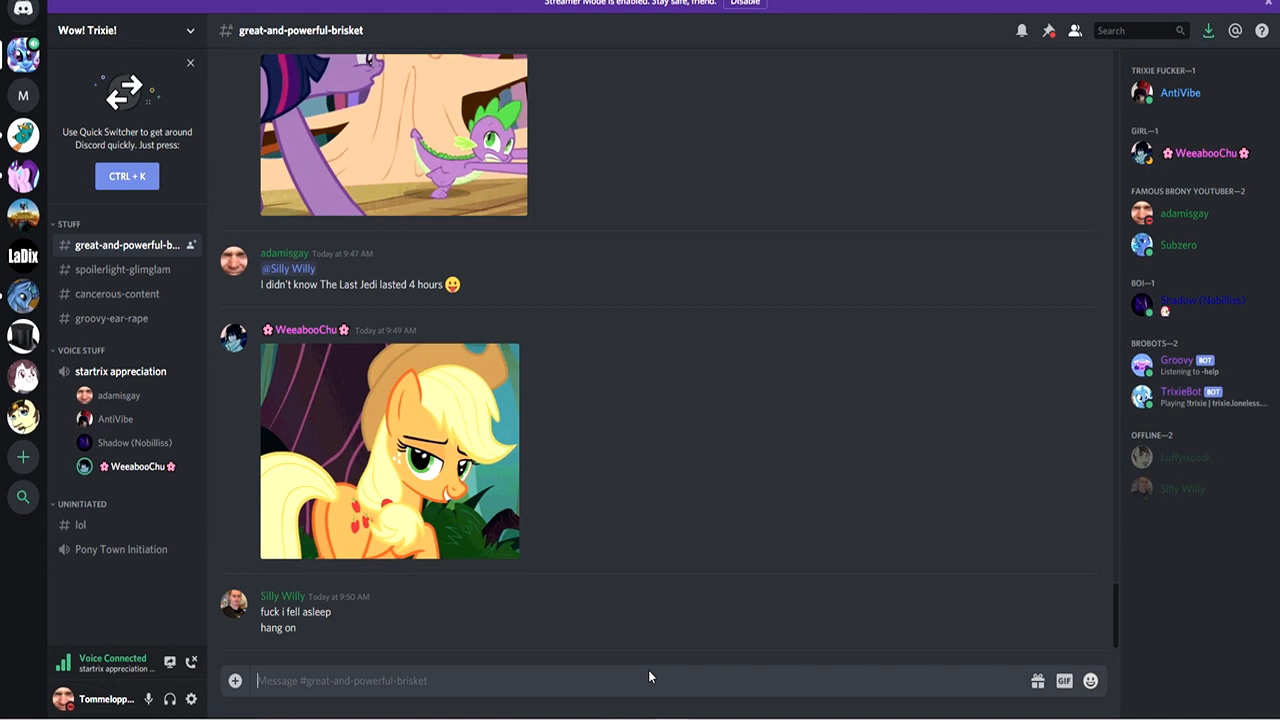 Streamer Mode is enabled. Stay safe, friend. Disable
Wow! Trixie!
great-and-powerful-brisket
Search
M
LaDix
Use Quick Switcher to get around
Discord quickly. Just press:
CTRL + K
STUFF
great-and-powerful-b...
spoilerlight-glimglam
cancerous-content
groovy-ear-rape
VOICE STUFF
startrix appreciation
adamisgay
AntiVibe
Shadow (Nobilliss)
🌸 WeeabooChu 🌸
UNINITIATED
lol
Pony Town Initiation
Voice Connected
startrix appreciation ...
Tommelopp...
adamisgay Today at 9:47 AM
@Silly Willy
I didn't know The Last Jedi lasted 4 hours 😛
🌸 WeeabooChu 🌸 Today at 9:49 AM
Silly Willy Today at 9:50 AM
fuck i fell asleep
hang on
Message #great-and-powerful-brisket
GIF
TRIXIE FUCKER—1
AntiVibe
GIRL—1
🌸 WeeabooChu 🌸
FAMOUS BRONY YOUTUBER—2
adamisgay
Subzero
BOI—1
Shadow (Nobilliss)
BROBOTS—2
Groovy BOT
Listening to -help
TrixieBot BOT
Playing !trixie | trixie.loneless...
OFFLINE—2
Luffyiscool
Silly Willy